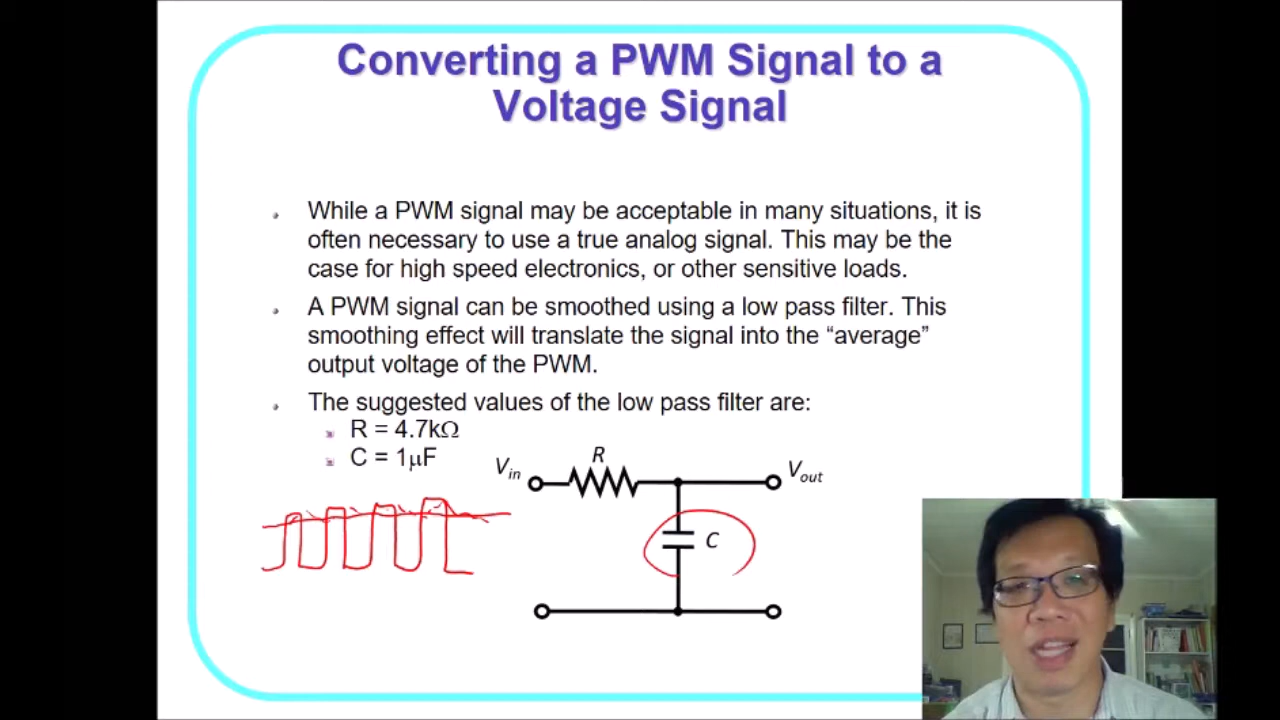 Converting a PWM Signal to a
Voltage Signal
While a PWM signal may be acceptable in many situations, it is
often necessary to use a true analog signal. This may be the
case for high speed electronics, or other sensitive loads.
A PWM signal can be smoothed using a low pass filter. This
smoothing effect will translate the signal into the “average”
output voltage of the PWM.
The suggested values of the low pass filter are:
R = 4.7kΩ
C = 1μF
V_in
R
V_out
C